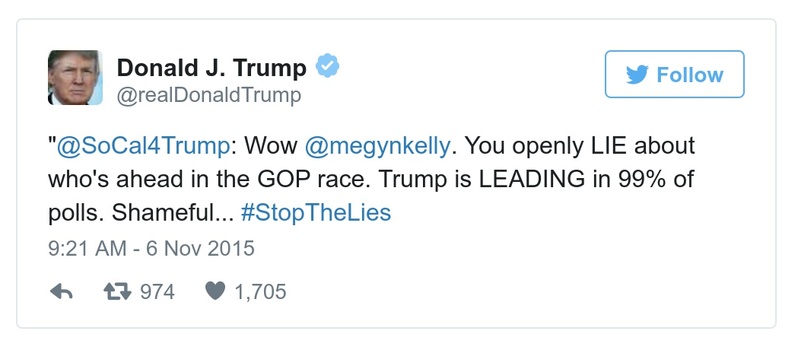 Donald J. Trump
@realDonaldTrump
Follow
"@SoCal4Trump: Wow @megynkelly. You openly LIE about
who's ahead in the GOP race. Trump is LEADING in 99% of
polls. Shameful... #StopTheLies
9:21 AM - 6 Nov 2015
974 1,705